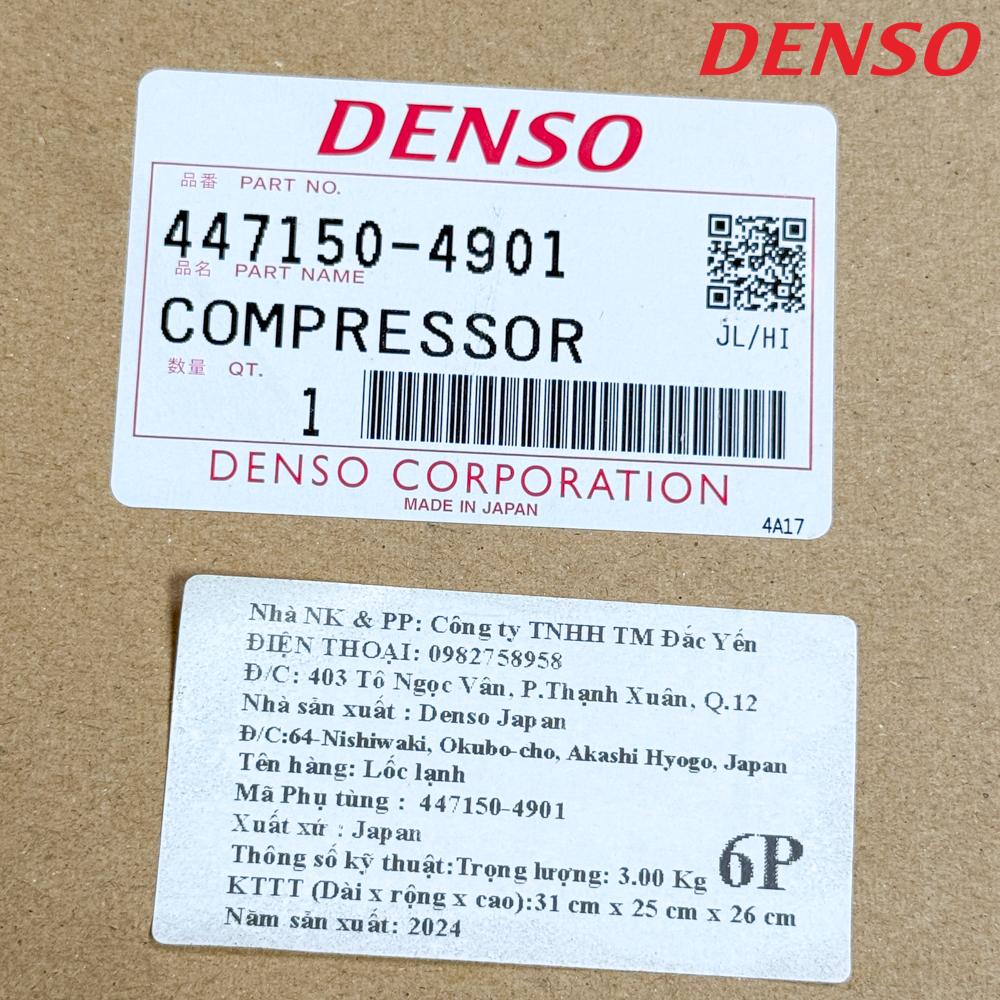 DENSO
DENSO
品番 PART NO.
447150-4901
品名 PART NAME
COMPRESSOR
JL/HI
数量 QT.
1
DENSO CORPORATION
MADE IN JAPAN
4A17
Nhà NK & PP: Công ty TNHH TM Đắc Yến
ĐIỆN THOẠI: 0982758958
Đ/C: 403 Tô Ngọc Vân, P.Thạnh Xuân, Q.12
Nhà sản xuất : Denso Japan
Đ/C:64-Nishiwaki, Okubo-cho, Akashi Hyogo, Japan
Tên hàng: Lốc lạnh
Mã Phụ tùng : 447150-4901
Xuất xứ : Japan
Thông số kỹ thuật:Trọng lượng: 3.00 Kg
6P
KTTT (Dài x rộng x cao):31 cm x 25 cm x 26 cm
Năm sản xuất: 2024